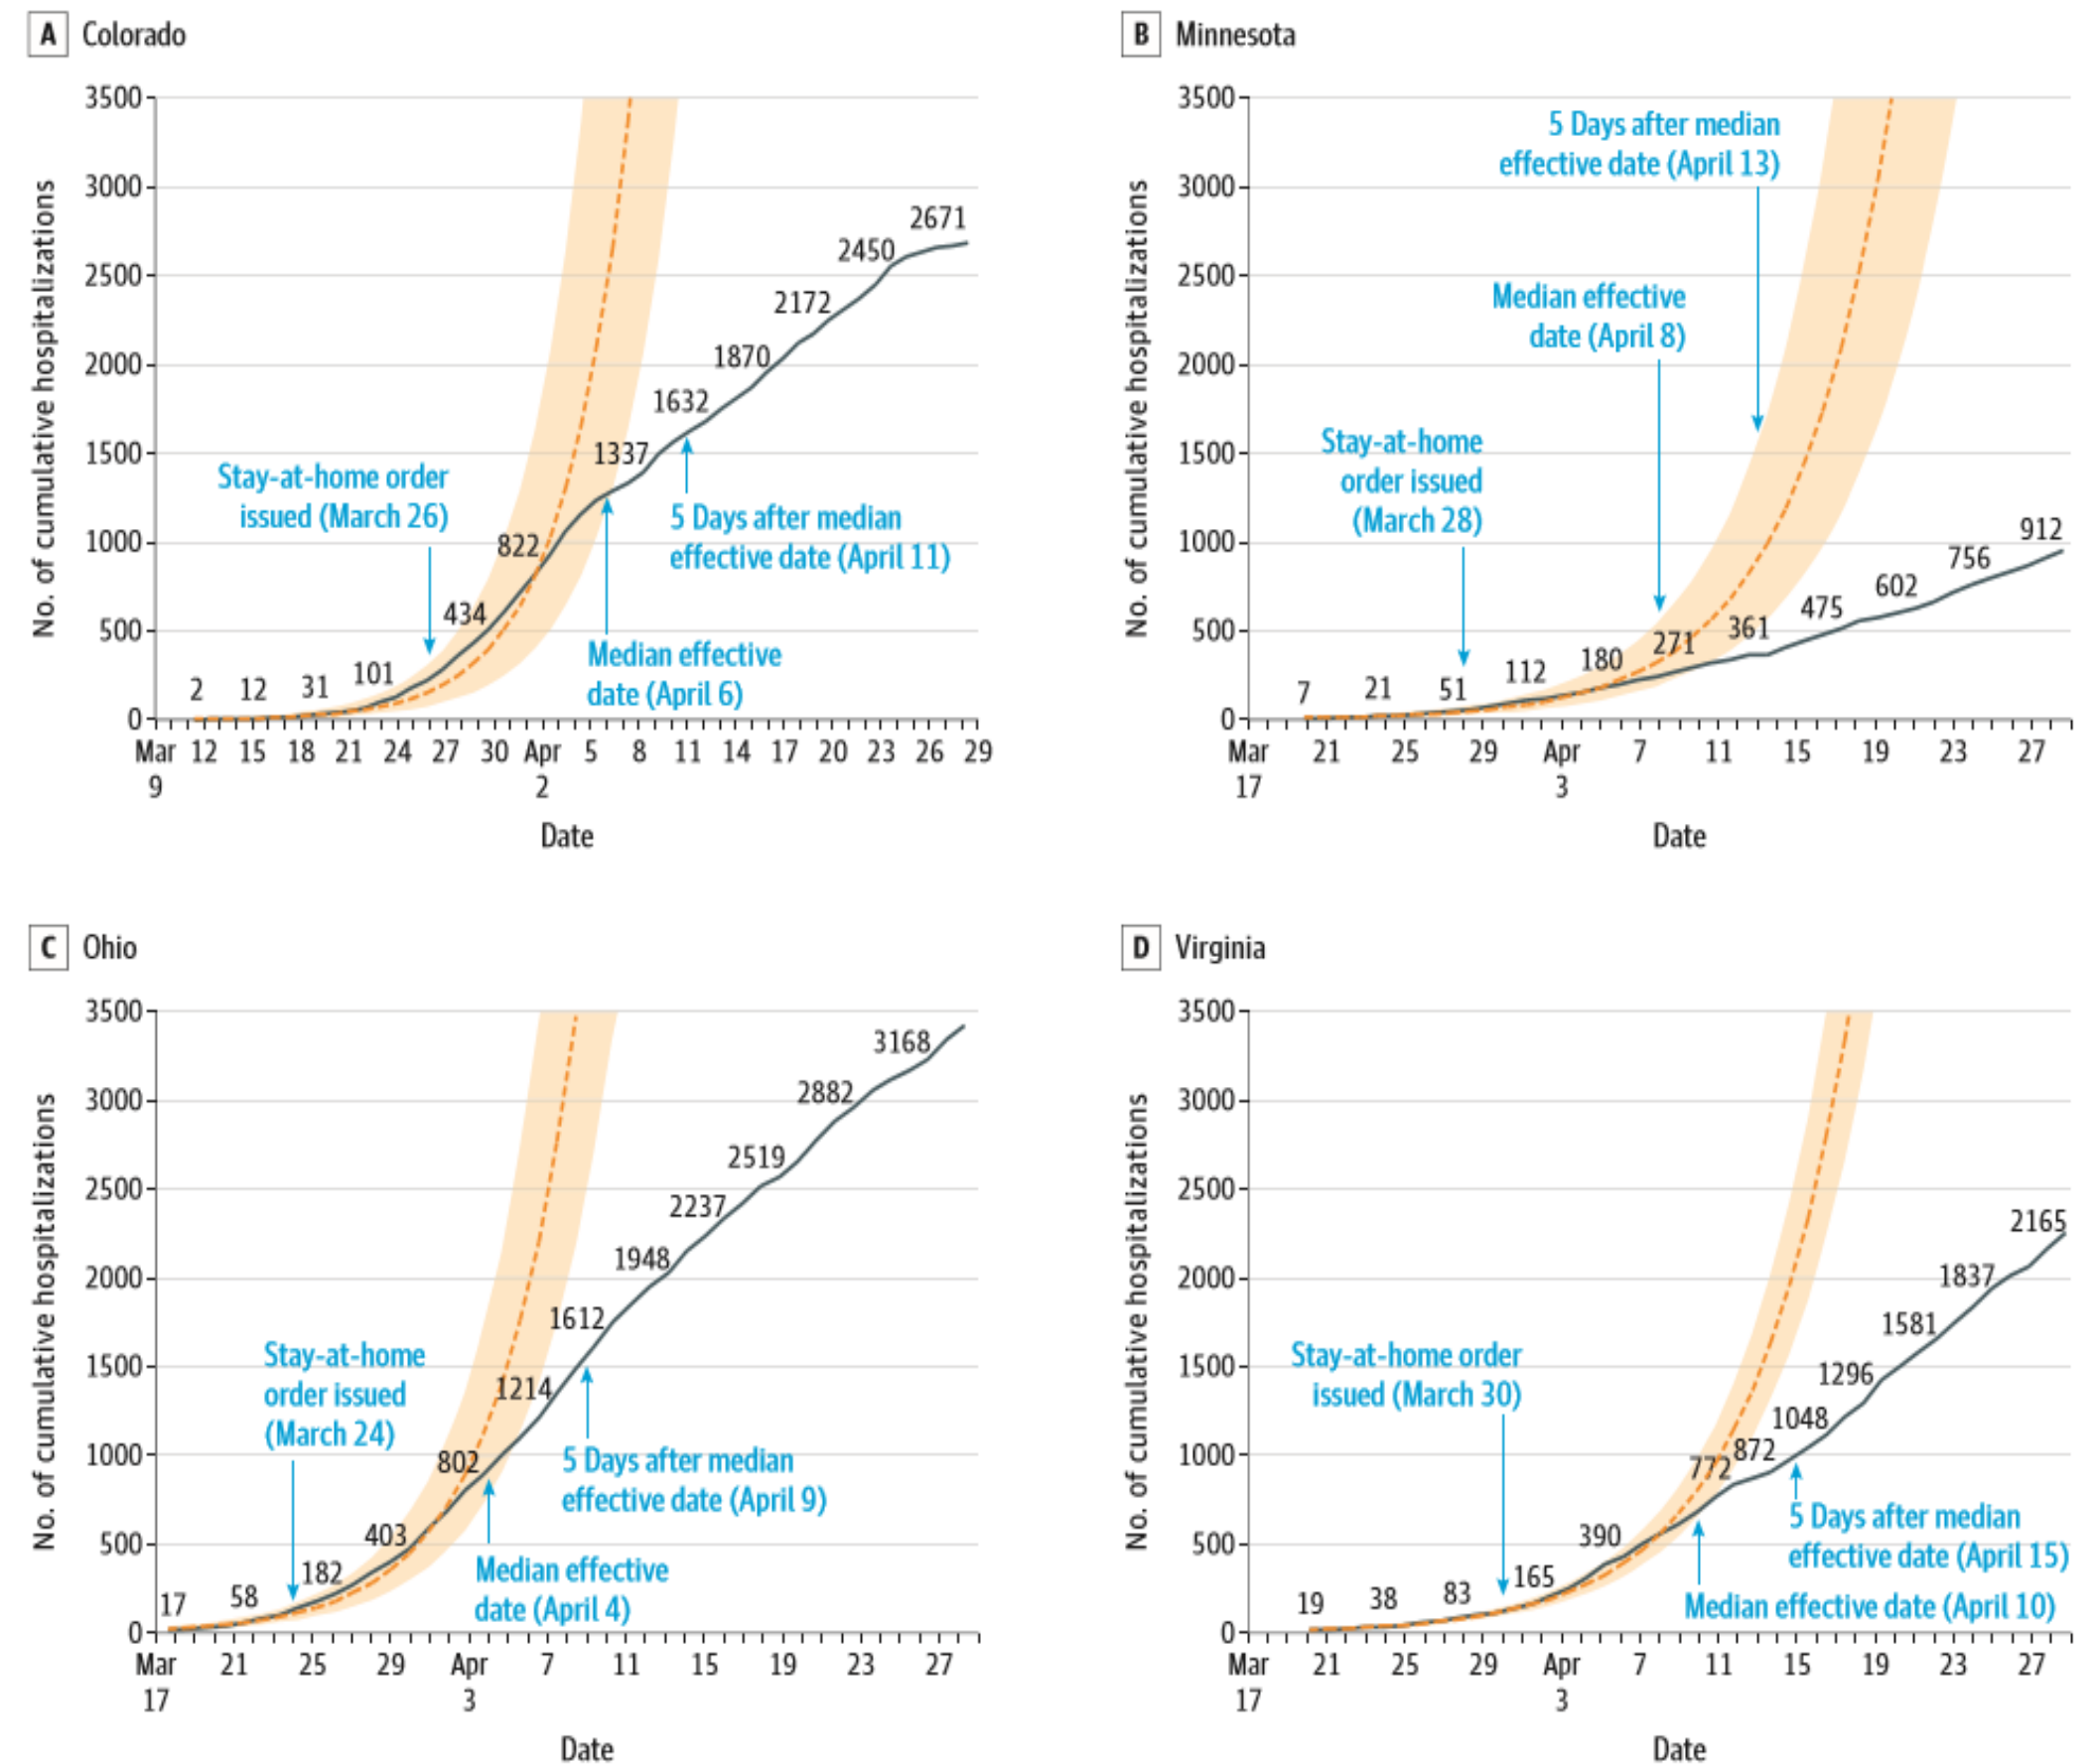 A Colorado
No. of cumulative hospitalizations
3500
3000
2500
2000
1500
1000
500
0
Stay-at-home order
issued (March 26)
5 Days after median
effective date (April 11)
Median effective
date (April 6)
2 12 31 101 434 822 1337 1632 1870 2172 2450 2671
Mar 12 15 18 21 24 27 30 Apr 5 8 11 14 17 20 23 26 29
9 2
Date
B Minnesota
No. of cumulative hospitalizations
3500
3000
2500
2000
1500
1000
500
0
5 Days after median
effective date (April 13)
Median effective
date (April 8)
Stay-at-home
order issued
(March 28)
7 21 51 112 180 271 361 475 602 756 912
Mar 21 25 29 Apr 7 11 15 19 23 27
17 3
Date
C Ohio
No. of cumulative hospitalizations
3500
3000
2500
2000
1500
1000
500
0
Stay-at-home
order issued
(March 24)
5 Days after median
effective date (April 9)
Median effective
date (April 4)
17 58 182 403 802 1214 1612 1948 2237 2519 2882 3168
Mar 21 25 29 Apr 7 11 15 19 23 27
17 3
Date
D Virginia
No. of cumulative hospitalizations
3500
3000
2500
2000
1500
1000
500
0
Stay-at-home order
issued (March 30)
5 Days after median
effective date (April 15)
Median effective date (April 10)
19 38 83 165 390 772 872 1048 1296 1581 1837 2165
Mar 21 25 29 Apr 7 11 15 19 23 27
17 3
Date